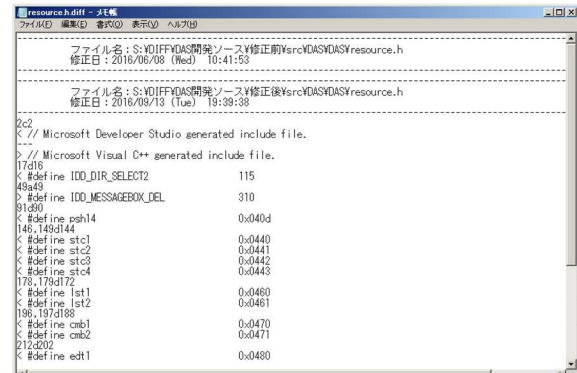 resource.h.diff - メモ帳
ファイル(F) 編集(E) 書式(O) 表示(V) ヘルプ(H)
--------------------------------------------------------------------------------
ファイル名：S:¥DIFF¥DAS開発ソース¥修正前¥src¥DAS¥DAS¥resource.h
修正日：2016/06/08 (Wed) 10:41:53
--------------------------------------------------------------------------------
--------------------------------------------------------------------------------
ファイル名：S:¥DIFF¥DAS開発ソース¥修正後¥src¥DAS¥DAS¥resource.h
修正日：2016/09/13 (Tue) 19:39:38
--------------------------------------------------------------------------------
2c2
< // Microsoft Developer Studio generated include file.
---
> // Microsoft Visual C++ generated include file.
17d16
< #define IDD_DIR_SELECT2 115
49a49
> #define IDD_MESSAGEBOX_DEL 310
91d90
< #define psh14 0x040d
146,149d144
< #define stc1 0x0440
< #define stc2 0x0441
< #define stc3 0x0442
< #define stc4 0x0443
178,179d172
< #define lst1 0x0460
< #define lst2 0x0461
196,197d188
< #define cmb1 0x0470
< #define cmb2 0x0471
212d202
< #define edt1 0x0480